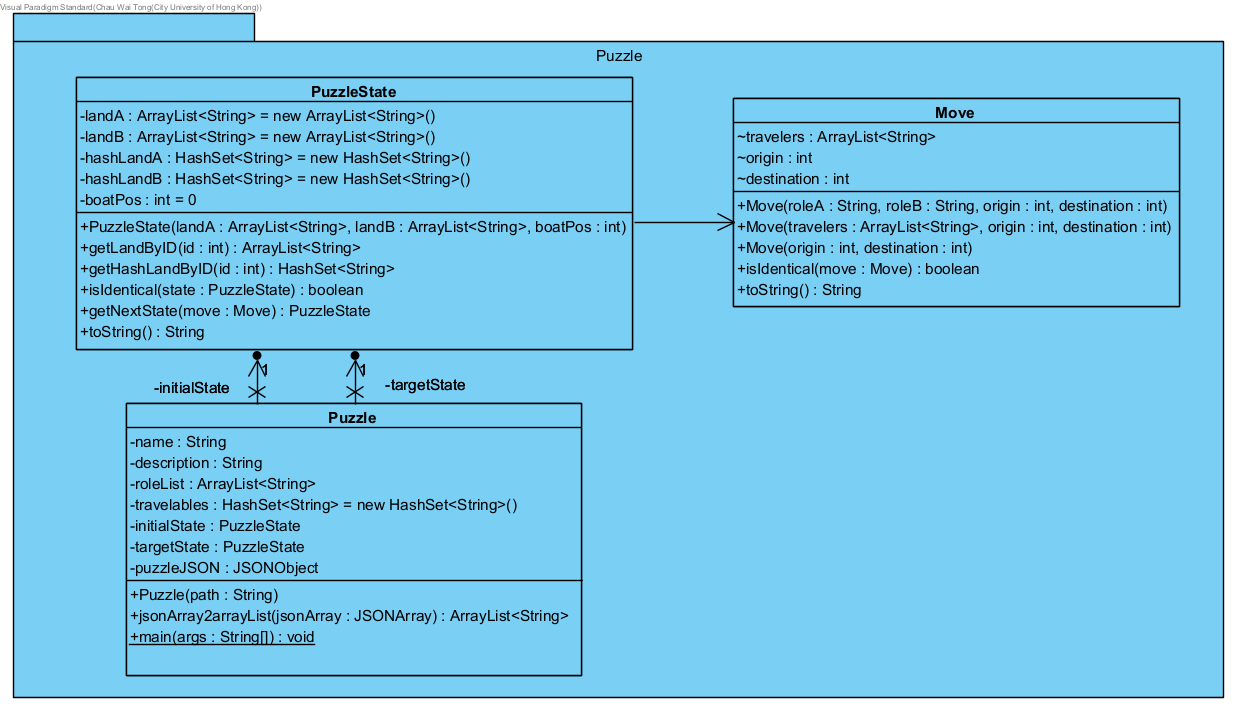 Visual Paradigm Standard(Chau Wai Tong(City University of Hong Kong))
Puzzle
PuzzleState
-landA : ArrayList<String> = new ArrayList<String>()
-landB : ArrayList<String> = new ArrayList<String>()
-hashLandA : HashSet<String> = new HashSet<String>()
-hashLandB : HashSet<String> = new HashSet<String>()
-boatPos : int = 0
+PuzzleState(landA : ArrayList<String>, landB : ArrayList<String>, boatPos : int)
+getLandByID(id : int) : ArrayList<String>
+getHashLandByID(id : int) : HashSet<String>
+isIdentical(state : PuzzleState) : boolean
+getNextState(move : Move) : PuzzleState
+toString() : String
Move
~travelers : ArrayList<String>
~origin : int
~destination : int
+Move(roleA : String, roleB : String, origin : int, destination : int)
+Move(travelers : ArrayList<String>, origin : int, destination : int)
+Move(origin : int, destination : int)
+isIdentical(move : Move) : boolean
+toString() : String
1
1
-initialState
-targetState
Puzzle
-name : String
-description : String
-roleList : ArrayList<String>
-travelables : HashSet<String> = new HashSet<String>()
-initialState : PuzzleState
-targetState : PuzzleState
-puzzleJSON : JSONObject
+Puzzle(path : String)
+jsonArray2arrayList(jsonArray : JSONArray) : ArrayList<String>
+main(args : String[]) : void